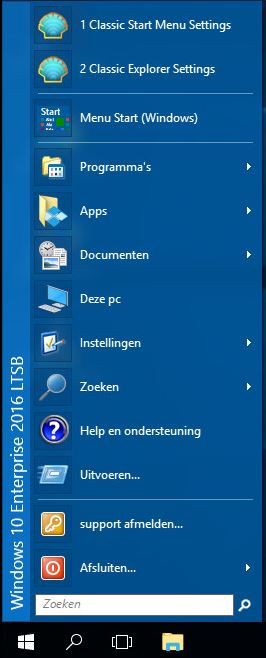 1 Classic Start Menu Settings
2 Classic Explorer Settings
Start
Menu Start (Windows)
Programma's
Apps
Documenten
Deze pc
Instellingen
Zoeken
Help en ondersteuning
Uitvoeren...
support afmelden...
Afsluiten...
Windows 10 Enterprise 2016 LTSB
Zoeken